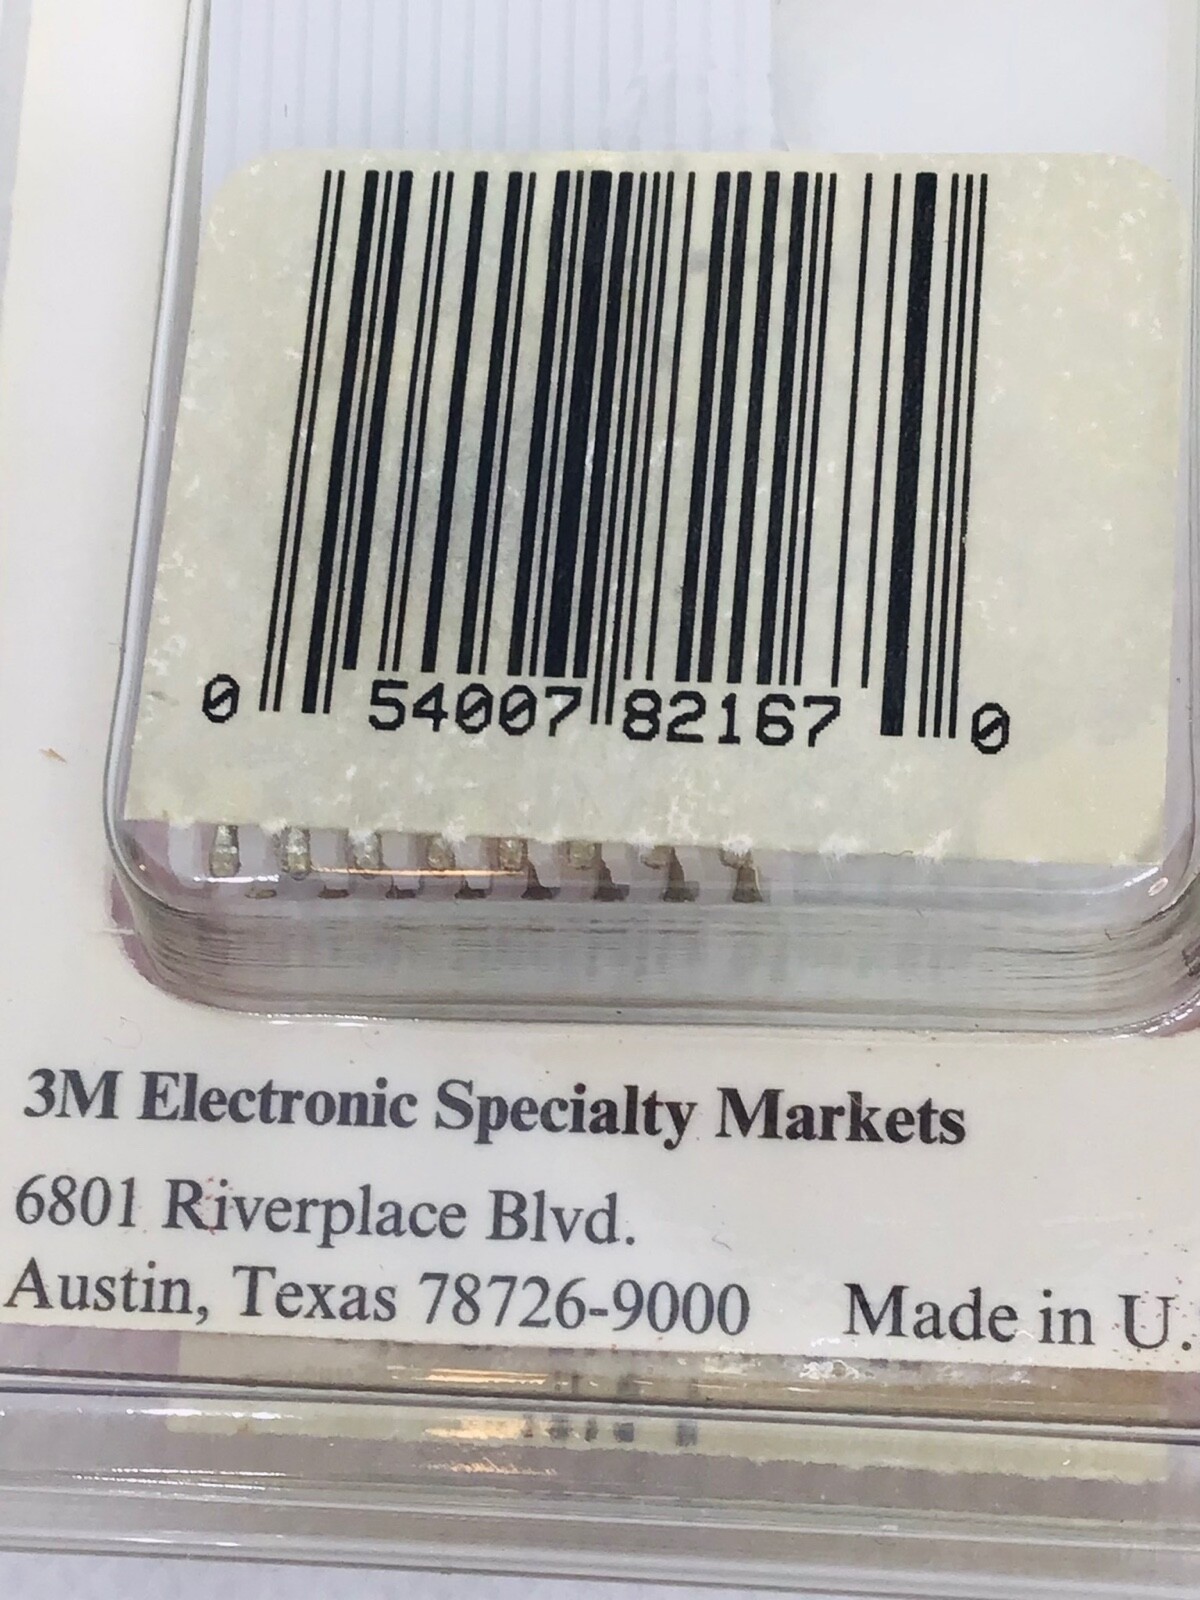 0 54007 82167 0
3M Electronic Specialty Markets
6801 Riverplace Blvd.
Austin, Texas 78726-9000 Made in U.